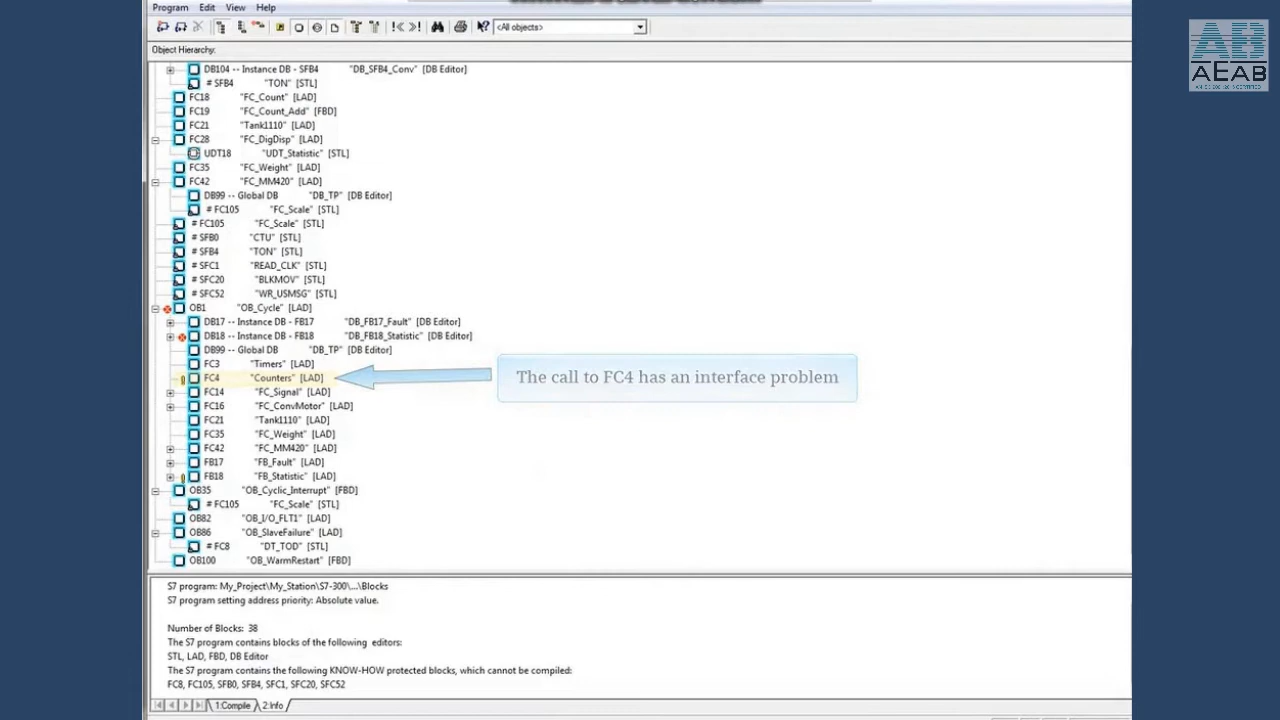 Program Edit View Help
<All objects>
Object Hierarchy:
DB104 -- Instance DB - SFB4 "DB_SFB4_Conv" [DB Editor]
# SFB4 "TON" [STL]
FC18 "FC_Count" [LAD]
FC19 "FC_Count_Add" [FBD]
FC21 "Tank1110" [LAD]
FC28 "FC_DigDisp" [LAD]
UDT18 "UDT_Statistic" [STL]
FC35 "FC_Weight" [LAD]
FC42 "FC_MM420" [LAD]
DB99 -- Global DB "DB_TP" [DB Editor]
# FC105 "FC_Scale" [STL]
# FC105 "FC_Scale" [STL]
# SFB0 "CTU" [STL]
# SFB4 "TON" [STL]
# SFC1 "READ_CLK" [STL]
# SFC20 "BLKMOV" [STL]
# SFC52 "WR_USMSG" [STL]
OB1 "OB_Cycle" [LAD]
DB17 -- Instance DB - FB17 "DB_FB17_Fault" [DB Editor]
DB18 -- Instance DB - FB18 "DB_FB18_Statistic" [DB Editor]
DB99 -- Global DB "DB_TP" [DB Editor]
FC3 "Timers" [LAD]
FC4 "Counters" [LAD]
The call to FC4 has an interface problem
FC14 "FC_Signal" [LAD]
FC16 "FC_ConvMotor" [LAD]
FC21 "Tank1110" [LAD]
FC35 "FC_Weight" [LAD]
FC42 "FC_MM420" [LAD]
FB17 "FB_Fault" [LAD]
FB18 "FB_Statistic" [LAD]
OB35 "OB_Cyclic_Interrupt" [FBD]
# FC105 "FC_Scale" [STL]
OB82 "OB_I/O_FLT1" [LAD]
OB86 "OB_SlaveFailure" [LAD]
# FC8 "DT_TOD" [STL]
OB100 "OB_WarmRestart" [FBD]
S7 program: My_Project\My_Station\S7-300\...\Blocks
S7 program setting address priority: Absolute value.
Number of Blocks: 38
The S7 program contains blocks of the following editors:
STL, LAD, FBD, DB Editor
The S7 program contains the following KNOW-HOW protected blocks, which cannot be compiled:
FC8, FC105, SFB0, SFB4, SFC1, SFC20, SFC52
1:Compile 2:Info
AEAB